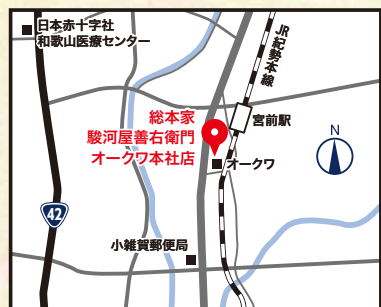 日本赤十字社
和歌山医療センター
JR紀勢本線
総本家
駿河屋善右衛門
オークワ本社店
宮前駅
N
オークワ
42
小雑賀郵便局